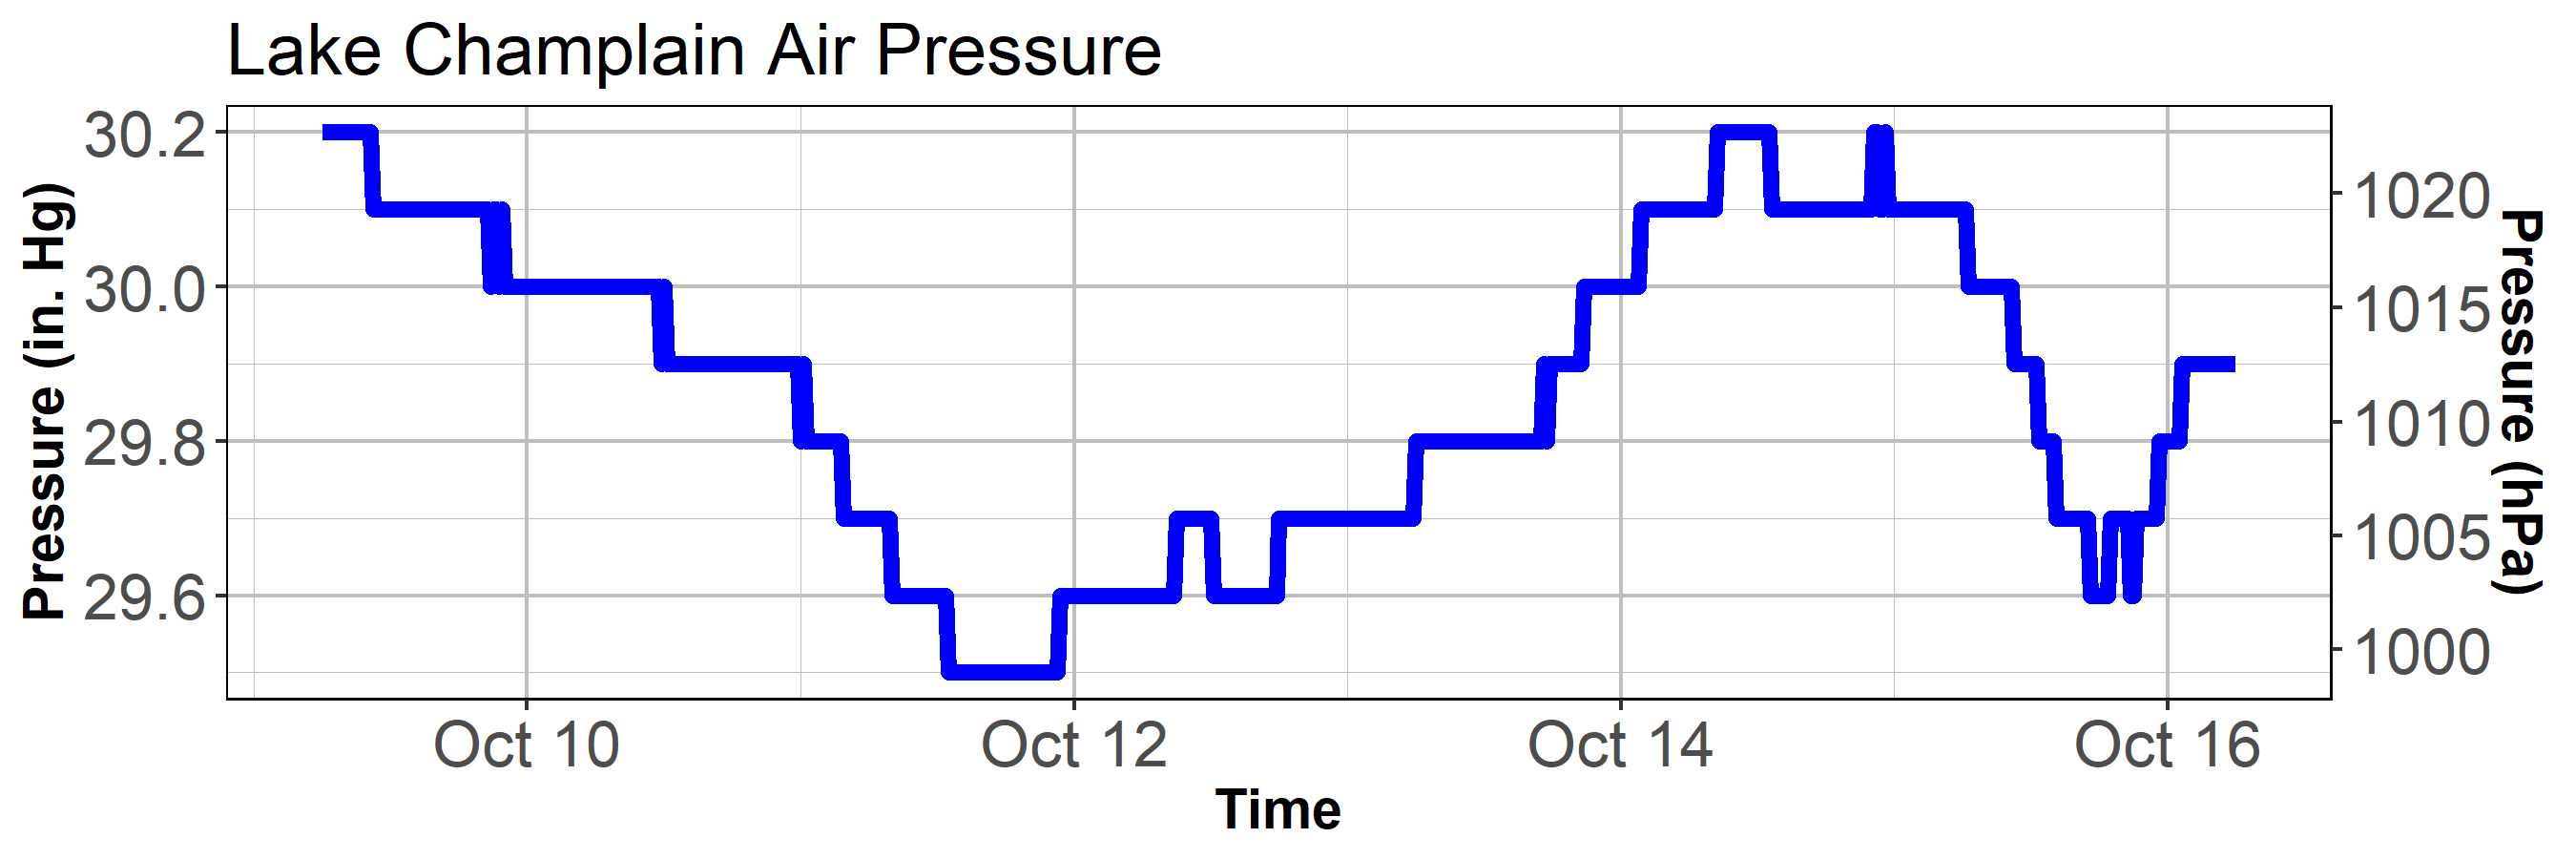 Lake Champlain Air Pressure
Pressure (in. Hg)
30.2
30.0
29.8
29.6
1020
1015
1010
1005
1000
Pressure (hPa)
Oct 10 Oct 12 Oct 14 Oct 16
Time